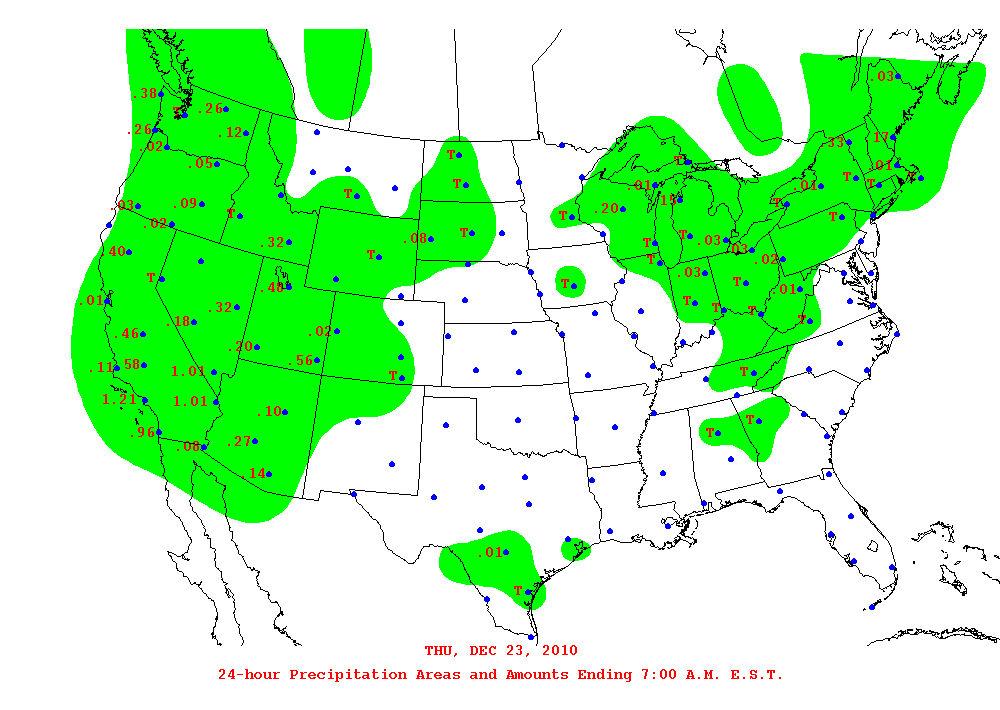 .03
.38
.26
T
.26
.12
.17
.33
.02
T
.05
T
.01
T
T
T
T
.01
.01
T
T
.15
.09
T
.03
.20
T
T
.02
T
T
.08
.03
.32
T
.03
40
T
.02
T
.03
T
T
.48
T
.01
.01
T
.32
T
T
.18
T
.02
.46
.20
.56
.11
.58
1.01
T
T
1.21
1.01
.10
T
.96
T
.27
.08
.14
.01
T
THU, DEC 23, 2010
24-hour Precipitation Areas and Amounts Ending 7:00 A.M. E.S.T.